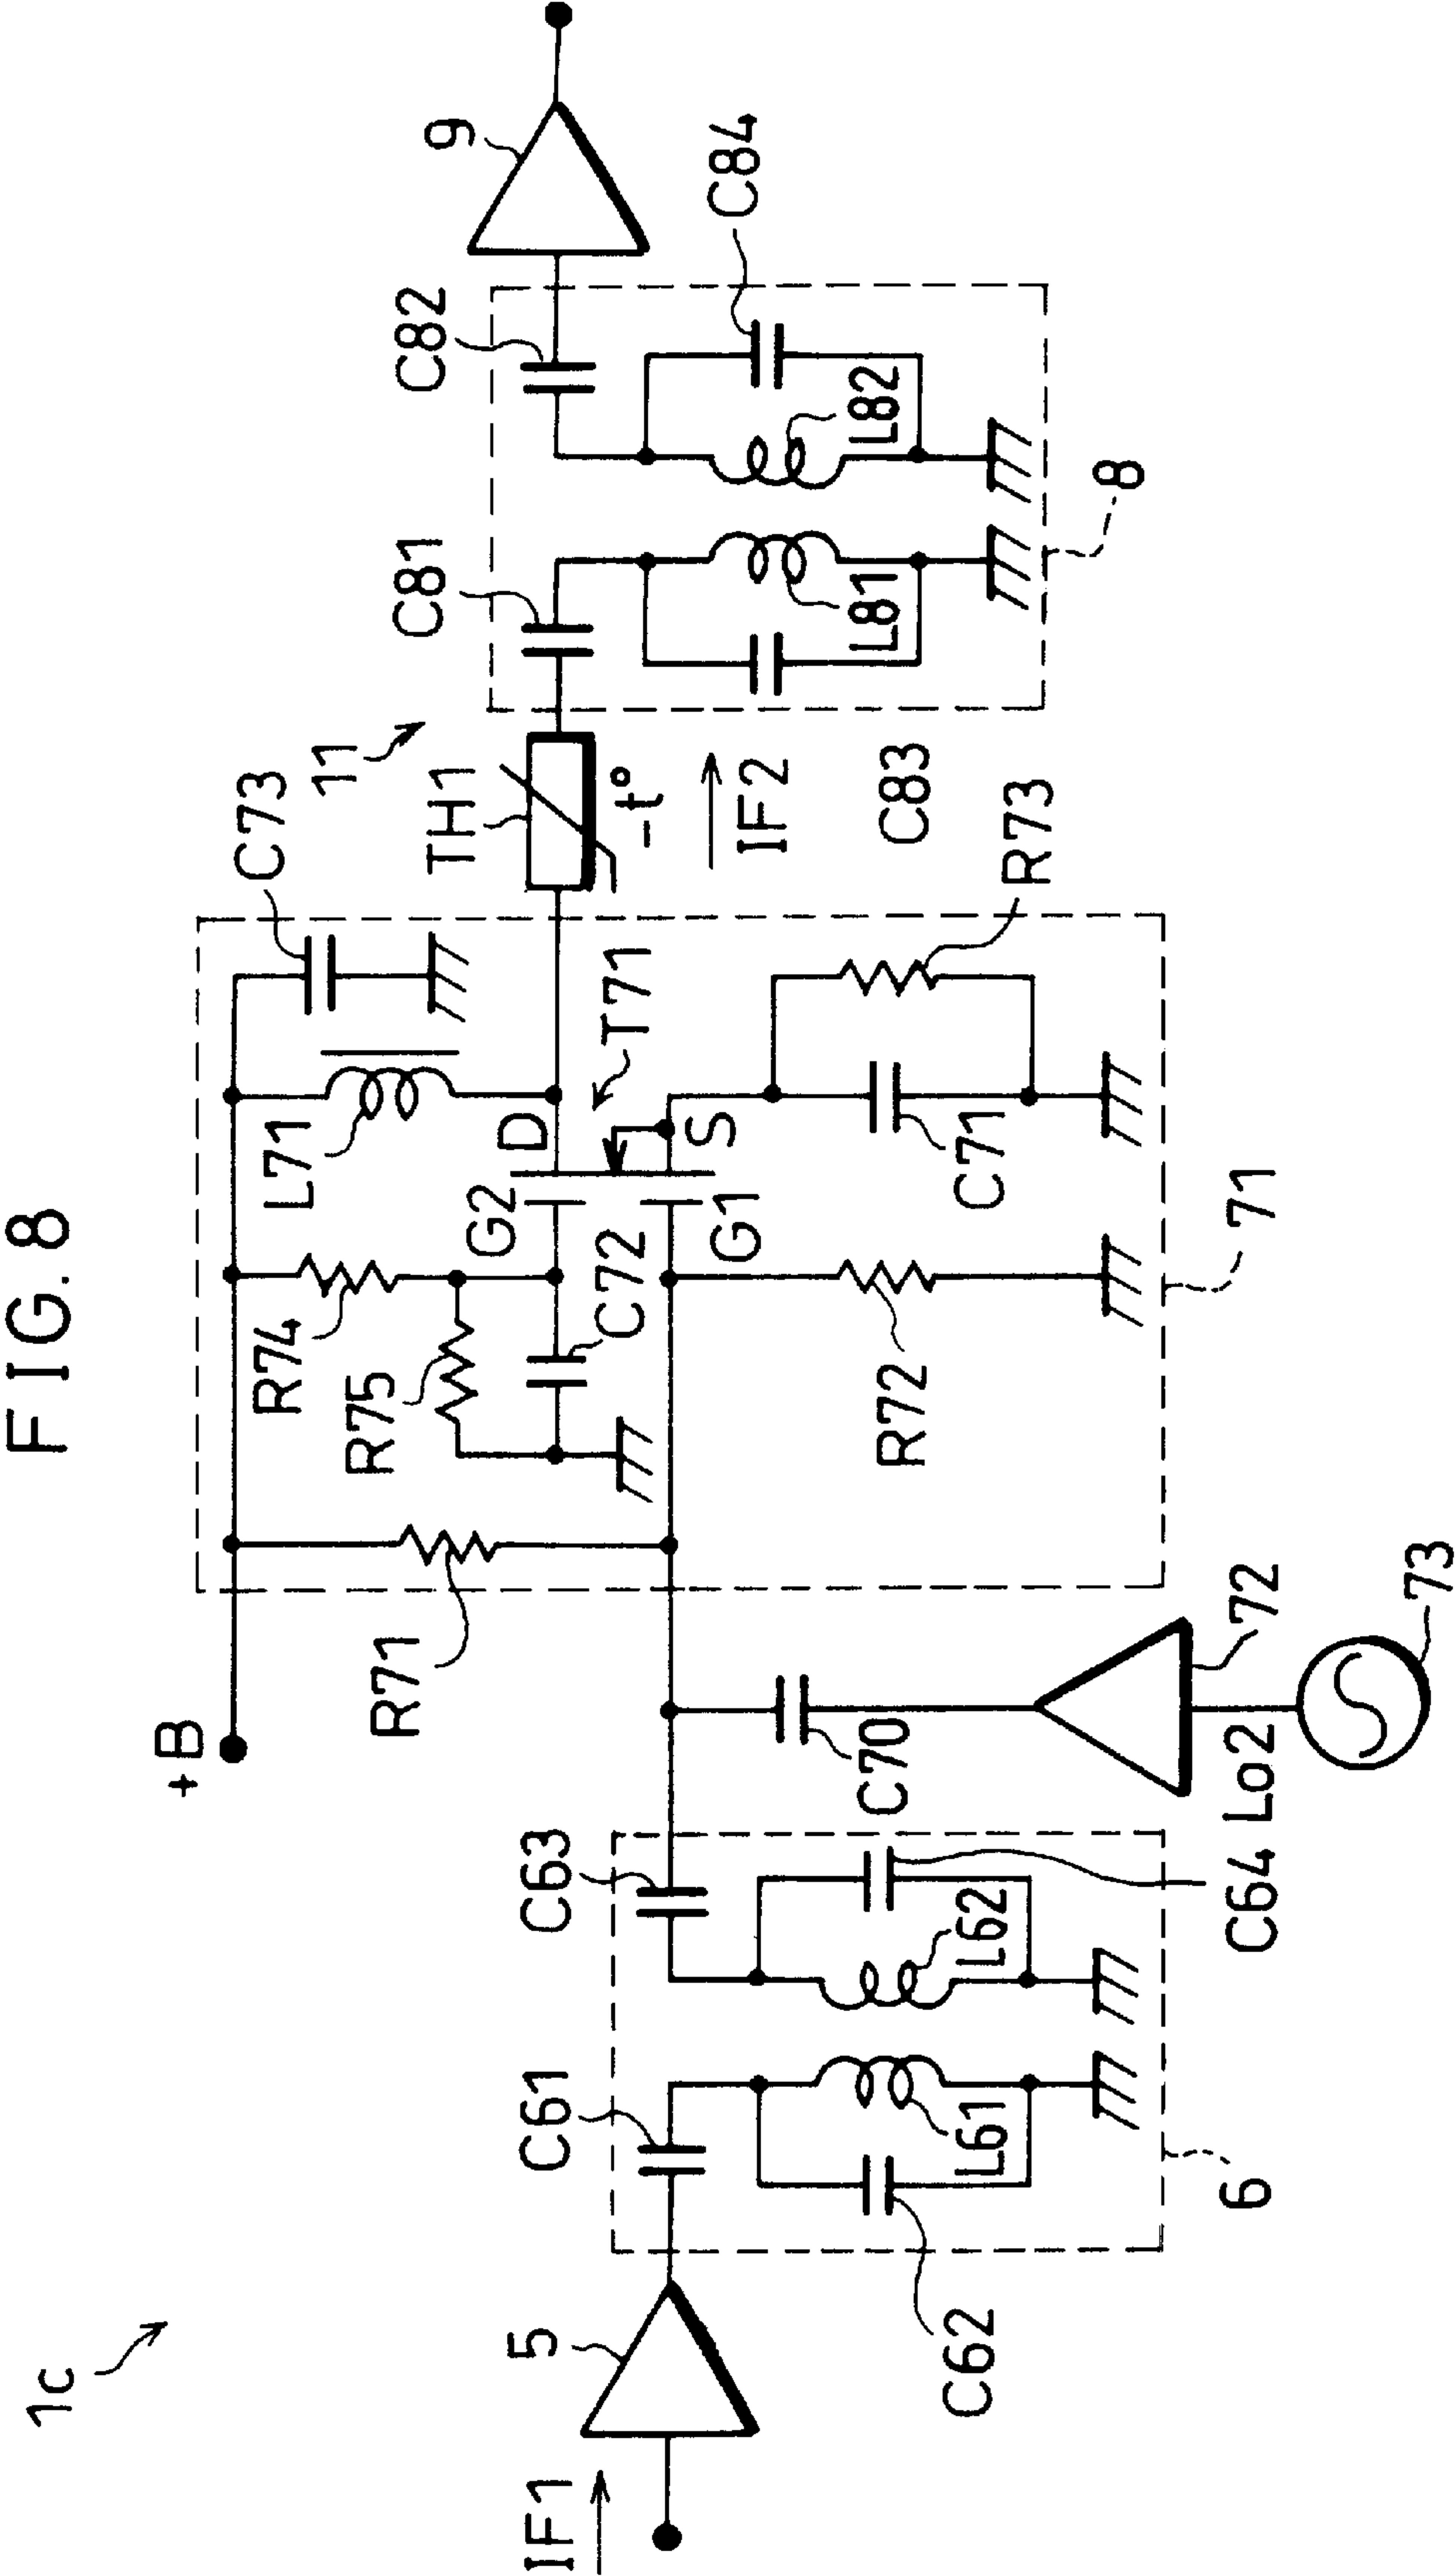 FIG. 8
1c
+B
C73
11
R74
L71
TH1
C81
C82
9
R71
R75
G2
D
T71
-t°
IF2
C84
C72
G1
S
C83
R73
L81
L82
8
IF1
5
C61
C63
C70
R72
C71
71
C62
L61
L62
C64
Lo2
72
73
6